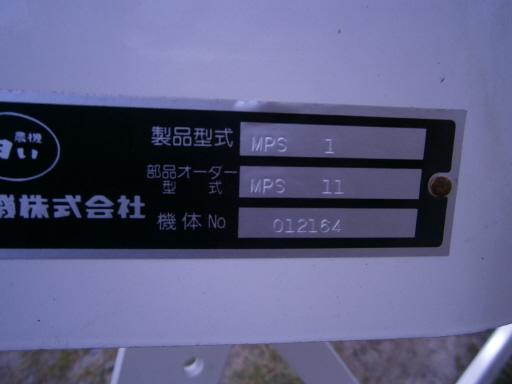 農機
製品型式 MPS 1
部品オーダー
型式 MPS 11
株式会社
機体No 012164